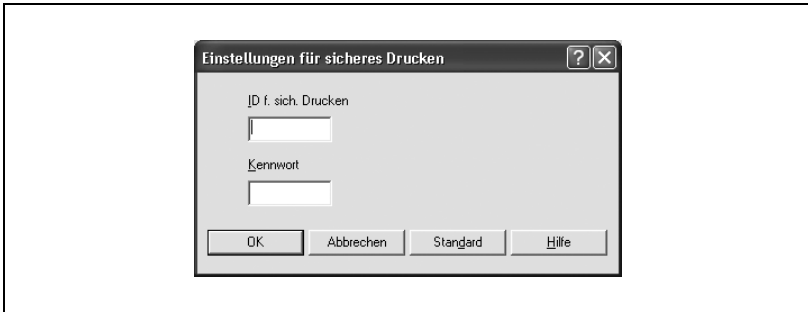 Einstellungen für sicheres Drucken
ID f. sich. Drucken
Kennwort
OK Abbrechen Standard Hilfe